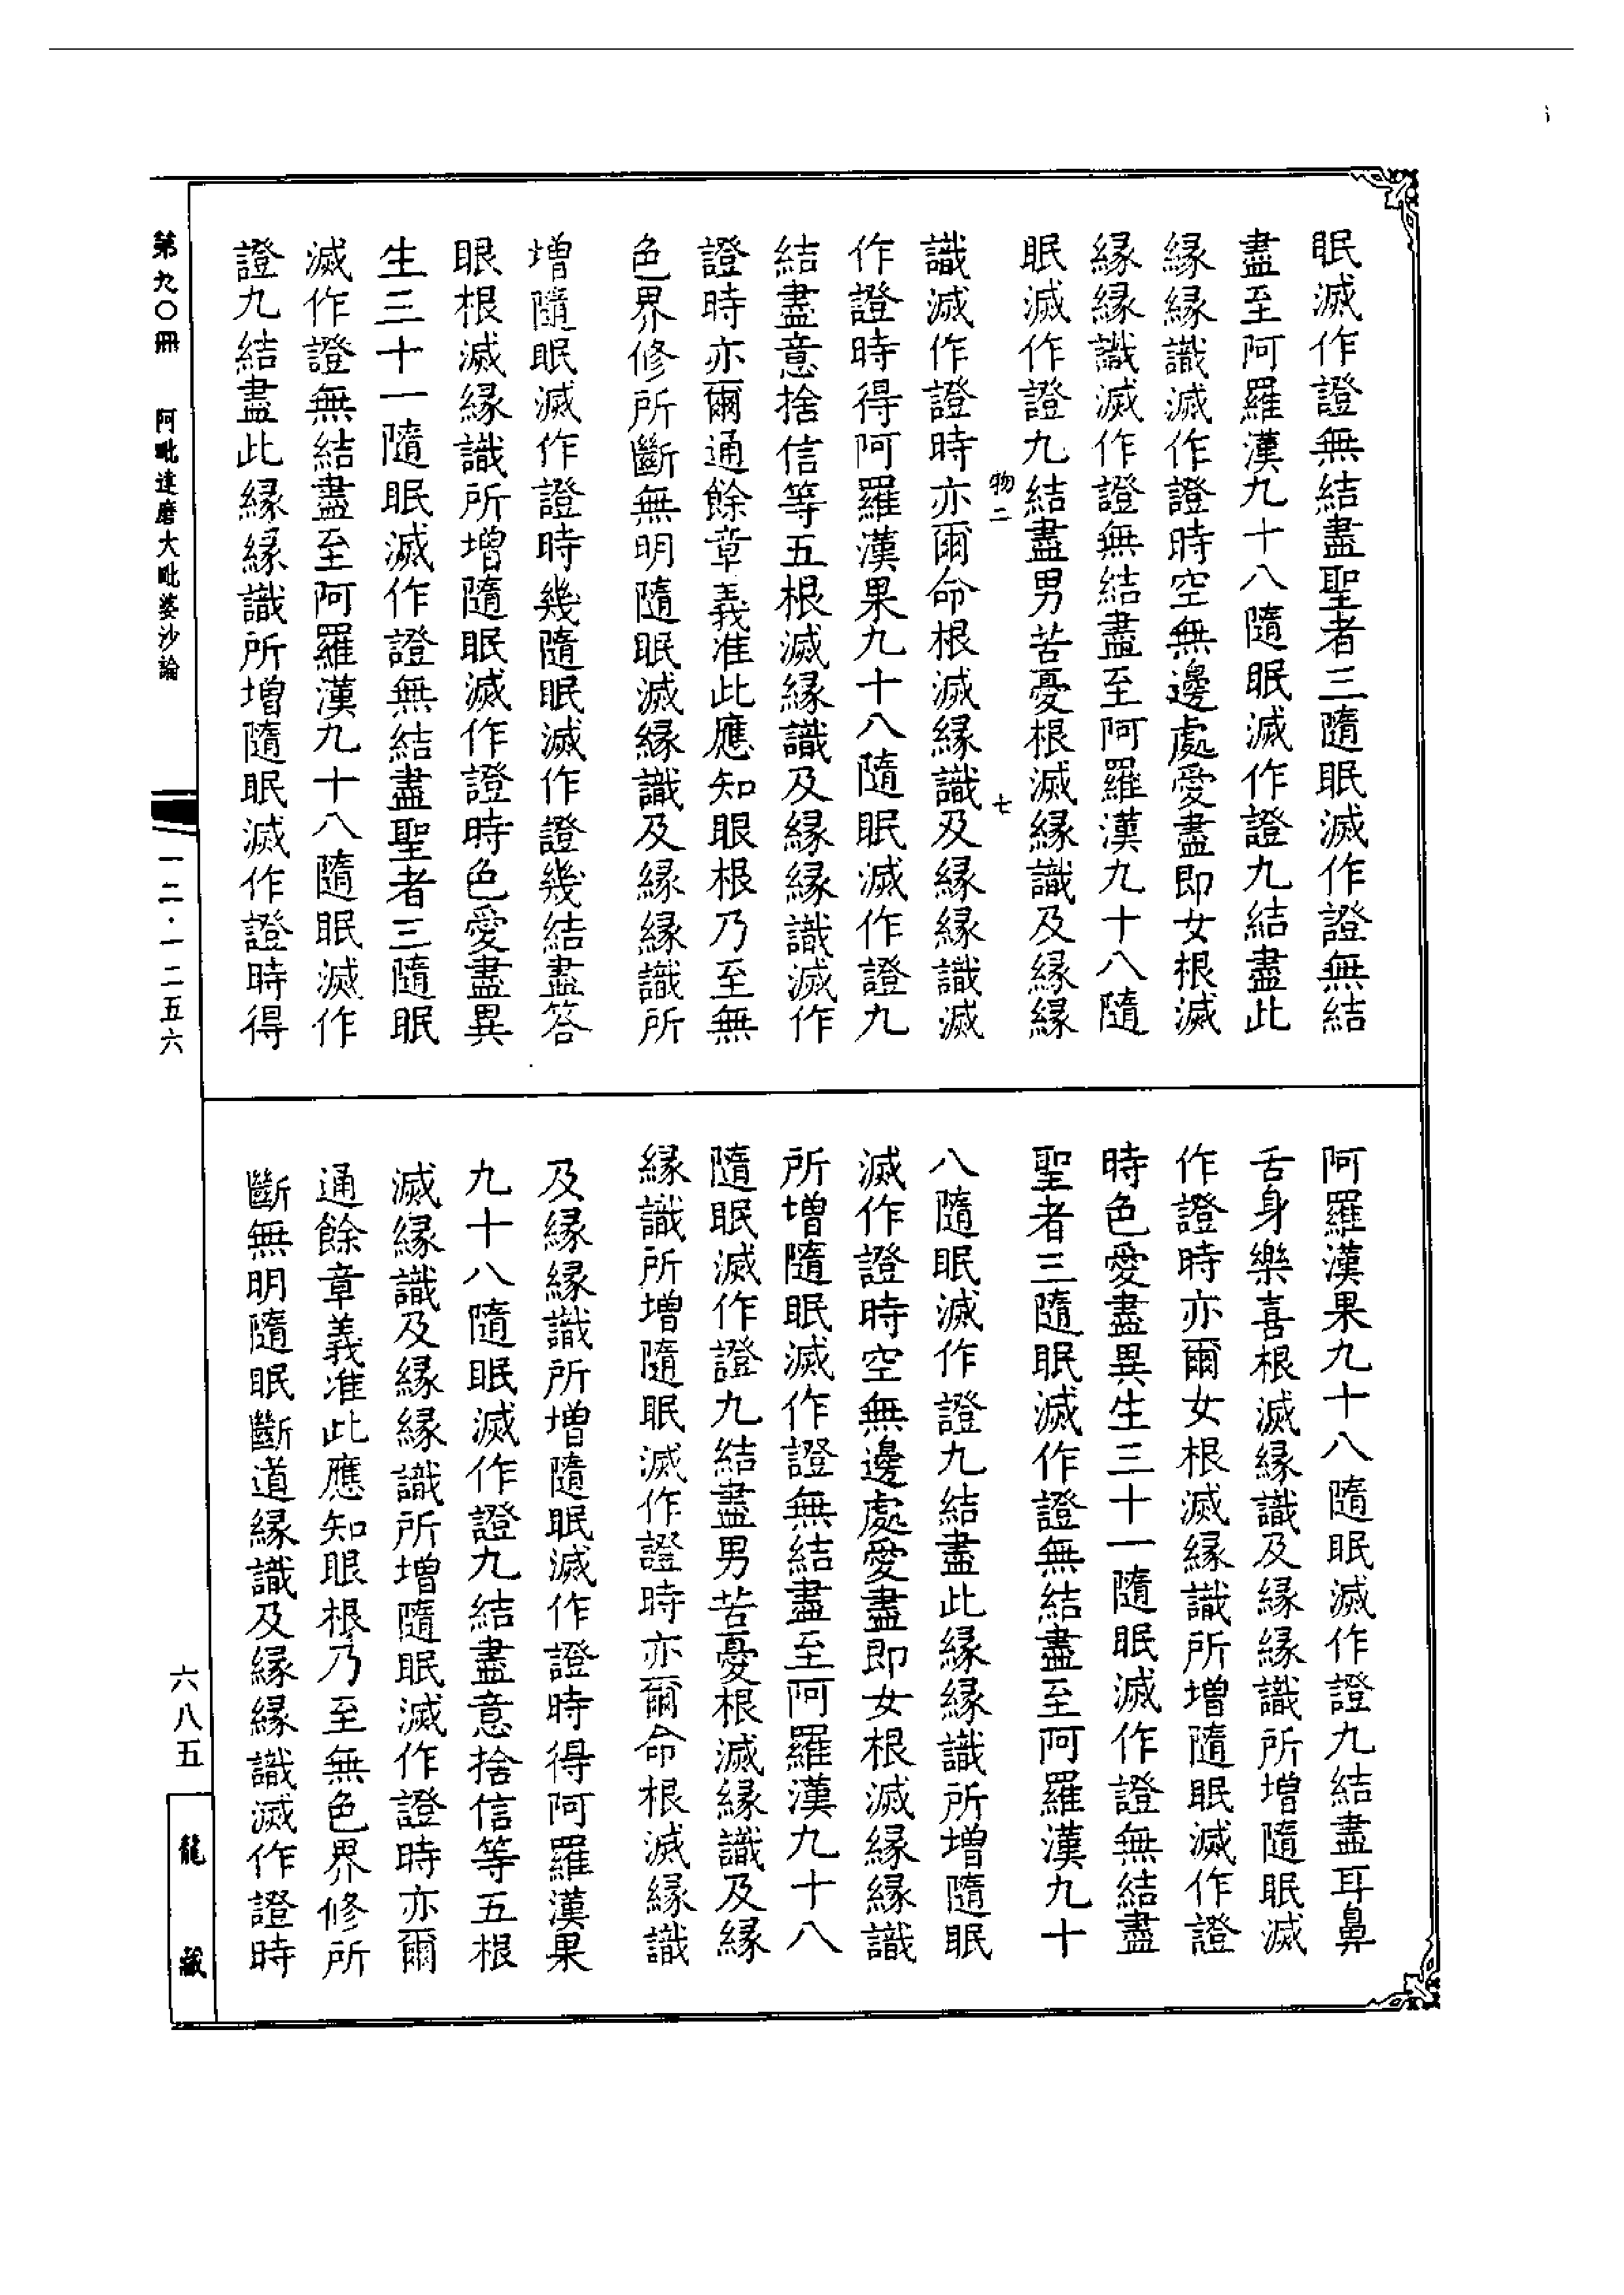 眠滅作證無結盡聖者三隨眠滅作證無結
盡至阿羅漢九十八隨眠滅作證九結盡此
緣緣識滅作證時空無邊處愛盡即女根滅
緣緣識滅作證無結盡至阿羅漢九十八隨
眠滅作證九結盡男苦憂根滅緣識及緣緣
物二 七
識滅作證時亦爾命根滅緣識及緣緣識滅
作證時得阿羅漢果九十八隨眠滅作證九
結盡意捨信等五根滅緣識及緣緣識滅作
證時亦爾通餘章義准此應知眼根乃至無
色界修所斷無明隨眠滅緣識及緣緣識所
增隨眠滅作證時幾隨眠滅作證幾結盡答
眼根滅緣識所增隨眠滅作證時色愛盡異
生三十一隨眠滅作證無結盡聖者三隨眠
滅作證無結盡至阿羅漢九十八隨眠滅作
證九結盡此緣緣識所增隨眠滅作證時得
阿羅漢果九十八隨眠滅作證九結盡耳鼻
舌身樂喜根滅緣識及緣緣識所增隨眠滅
作證時亦爾女根滅緣識所增隨眠滅作證
時色愛盡異生三十一隨眠滅作證無結盡
聖者三隨眠滅作證無結盡至阿羅漢九十
八隨眠滅作證九結盡此緣緣識所增隨眠
滅作證時空無邊處愛盡即女根滅緣緣識
所增隨眠滅作證無結盡至阿羅漢九十八
隨眠滅作證九結盡男苦憂根滅緣識及緣
緣識所增隨眠滅作證時亦爾命根滅緣識
及緣緣識所增隨眠滅作證時得阿羅漢果
九十八隨眠滅作證九結盡意捨信等五根
滅緣識及緣緣識所增隨眠滅作證時亦爾
通餘章義准此應知眼根乃至無色界修所
斷無明隨眠斷道緣識及緣緣識滅作證時
第九〇冊 阿毗達磨大毗婆沙論 一二·一二五六 六八五 龍藏